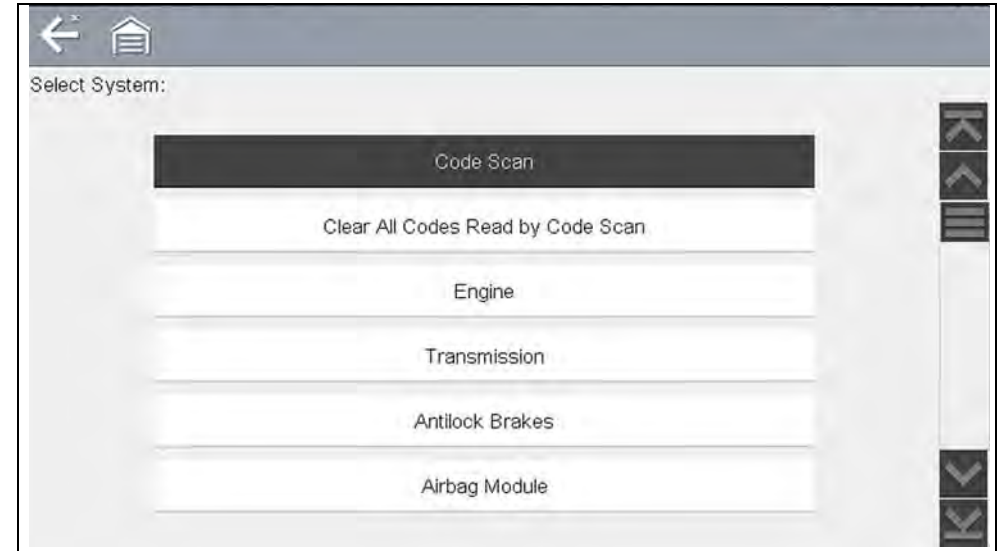 Select System:
Code Scan
Clear All Codes Read by Code Scan
Engine
Transmission
Antilock Brakes
Airbag Module